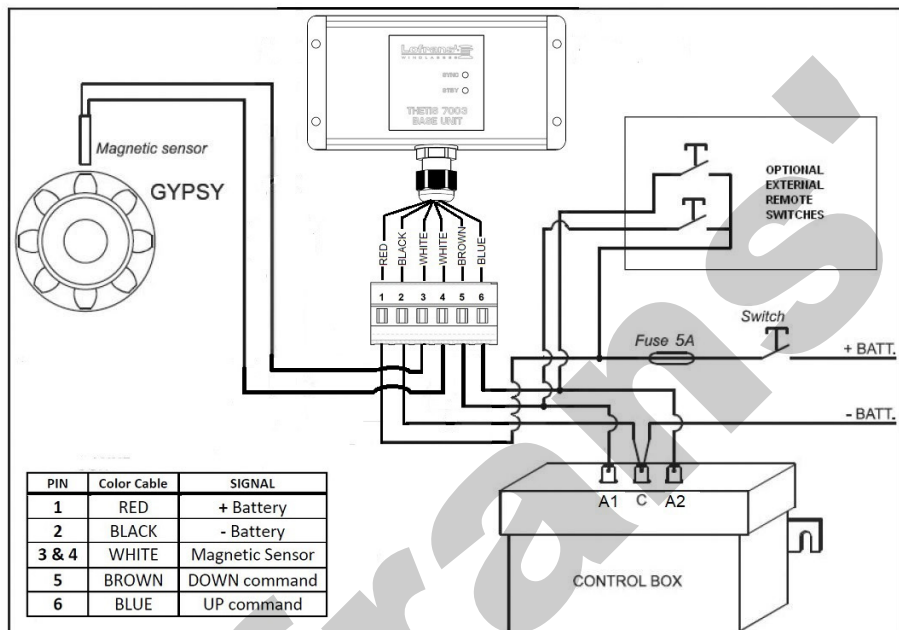 Lofrans'
WINDLASSES
SYNC
STBY
THETIS 7003
BASE UNIT
Magnetic sensor
GYPSY
RED
BLACK
WHITE
WHITE
BROWN
BLUE
1 2 3 4 5 6
OPTIONAL
EXTERNAL
REMOTE
SWITCHES
Fuse 5A
Switch
+ BATT.
- BATT.
A1 C A2
CONTROL BOX
PIN Color Cable SIGNAL
1 RED + Battery
2 BLACK - Battery
3 & 4 WHITE Magnetic Sensor
5 BROWN DOWN command
6 BLUE UP command
frans'